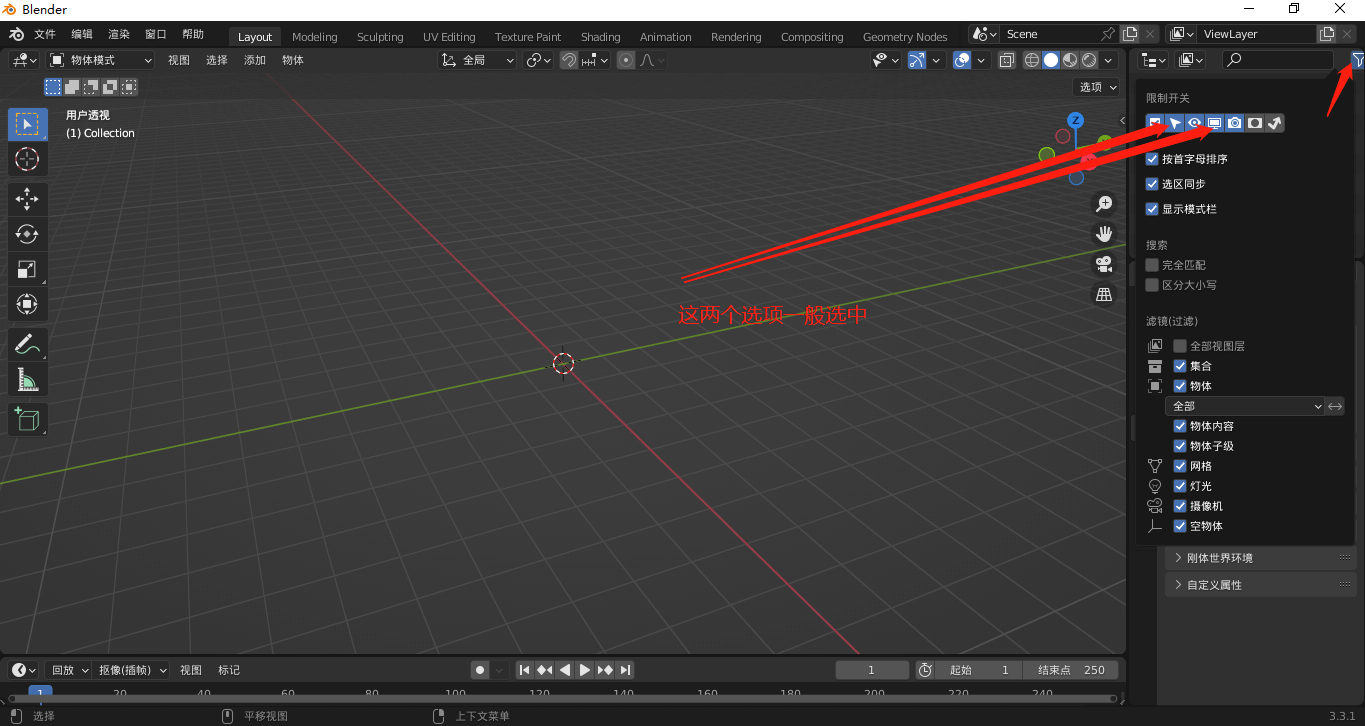 Blender
文件 编辑 渲染 窗口 帮助 Layout Modeling Sculpting UV Editing Texture Paint Shading Animation Rendering Compositing Geometry Nodes Scene ViewLayer
物体模式 视图 选择 添加 物体 全局
选项
用户透视
(1) Collection
Z
限制开关
按首字母排序
选区同步
显示模式栏
搜索
完全匹配
区分大小写
这两个选项一般选中
滤镜(过滤)
全部视图层
集合
物体
全部
物体内容
物体子级
网格
灯光
摄像机
空物体
刚体世界环境
自定义属性
回放 抠像(插帧) 视图 标记 1 起始 1 结束点 250
1 20 40 60 80 100 120 140 160 180 200 220 240
选择 平移视图 上下文菜单 3.3.1